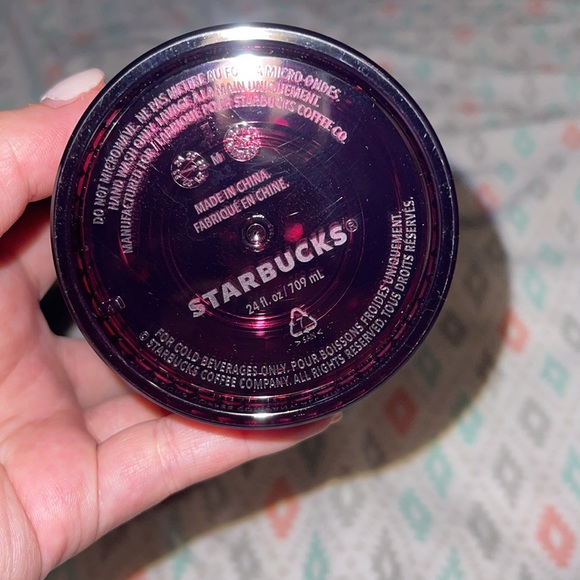 DO NOT MICROWAVE. NE PAS METTRE AU FOUR À MICRO-ONDES.
HAND WASH ONLY. LAVAGE À LA MAIN UNIQUEMENT.
MANUFACTURED FOR / FABRIQUÉ POUR STARBUCKS COFFEE CO.
M
MADE IN CHINA.
FABRIQUÉ EN CHINE.
STARBUCKS®
24 fl. oz / 709 mL
7
>SAN<
FOR COLD BEVERAGES ONLY. POUR BOISSONS FROIDES UNIQUEMENT.
© STARBUCKS COFFEE COMPANY. ALL RIGHTS RESERVED. TOUS DROITS RÉSERVÉS.